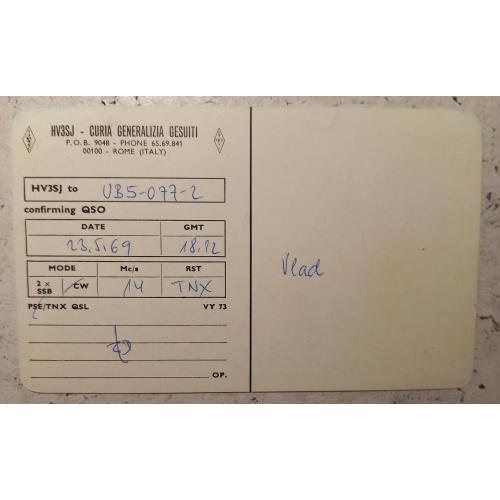 HV3SJ - CURIA GENERALIZIA GESUITI
P.O.B. 9048 - PHONE 65.69.841
00100 - ROME (ITALY)
HV3SJ to UB5-077-2
confirming QSO
DATE GMT
23.5.69 18.12
MODE Mc/s RST
2 x SSB CW 14 TNX
PSE/TNX QSL VY 73
OP.
Vlad